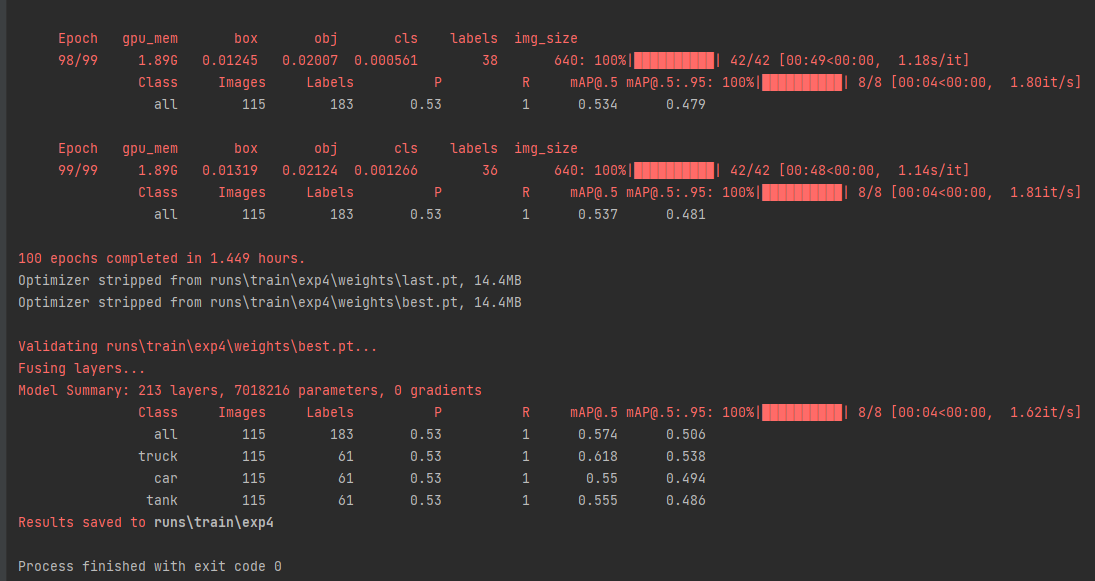 Epoch gpu_mem box obj cls labels img_size
98/99 1.89G 0.01245 0.02007 0.000561 38 640: 100%|██████████| 42/42 [00:49<00:00, 1.18s/it]
Class Images Labels P R mAP@.5 mAP@.5:.95: 100%|██████████| 8/8 [00:04<00:00, 1.80it/s]
all 115 183 0.53 1 0.534 0.479
Epoch gpu_mem box obj cls labels img_size
99/99 1.89G 0.01319 0.02124 0.001266 36 640: 100%|██████████| 42/42 [00:48<00:00, 1.14s/it]
Class Images Labels P R mAP@.5 mAP@.5:.95: 100%|██████████| 8/8 [00:04<00:00, 1.81it/s]
all 115 183 0.53 1 0.537 0.481
100 epochs completed in 1.449 hours.
Optimizer stripped from runs\train\exp4\weights\last.pt, 14.4MB
Optimizer stripped from runs\train\exp4\weights\best.pt, 14.4MB
Validating runs\train\exp4\weights\best.pt...
Fusing layers...
Model Summary: 213 layers, 7018216 parameters, 0 gradients
Class Images Labels P R mAP@.5 mAP@.5:.95: 100%|██████████| 8/8 [00:04<00:00, 1.62it/s]
all 115 183 0.53 1 0.574 0.506
truck 115 61 0.53 1 0.618 0.538
car 115 61 0.53 1 0.55 0.494
tank 115 61 0.53 1 0.555 0.486
Results saved to runs\train\exp4
Process finished with exit code 0